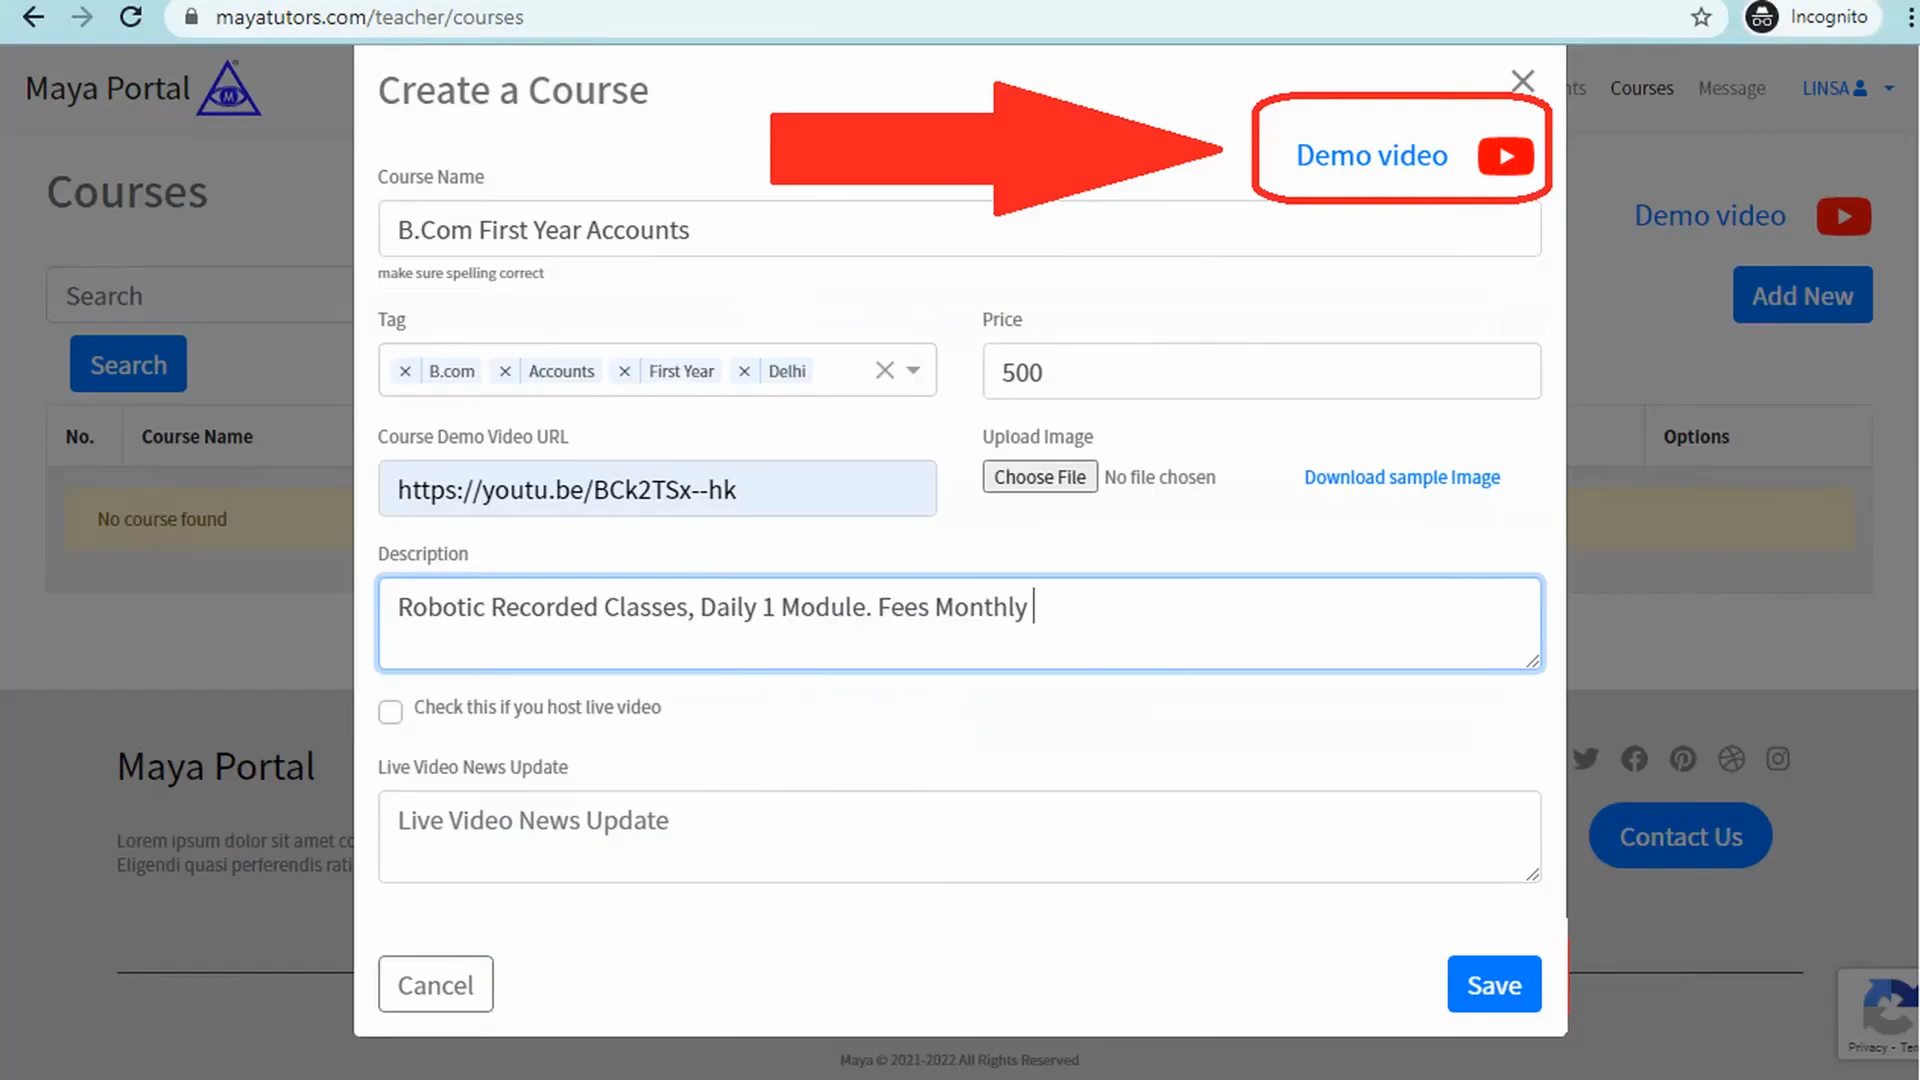 mayatutors.com/teacher/courses
Incognito
Maya Portal
M
Create a Course
nts Courses Message LINSA
Demo video
Courses
Course Name
Demo video
B.Com First Year Accounts
make sure spelling correct
Search
Add New
Tag
Price
Search
B.com Accounts First Year Delhi
500
No. Course Name
Course Demo Video URL
Upload Image
Options
https://youtu.be/BCk2TSx--hk
Choose File No file chosen
Download sample Image
No course found
Description
Robotic Recorded Classes, Daily 1 Module. Fees Monthly
Check this if you host live video
Maya Portal
Live Video News Update
Live Video News Update
Lorem ipsum dolor sit amet co
Eligendi quasi perferendis rati
Contact Us
Cancel
Save
Privacy - Ter
Maya © 2021-2022 All Rights Reserved